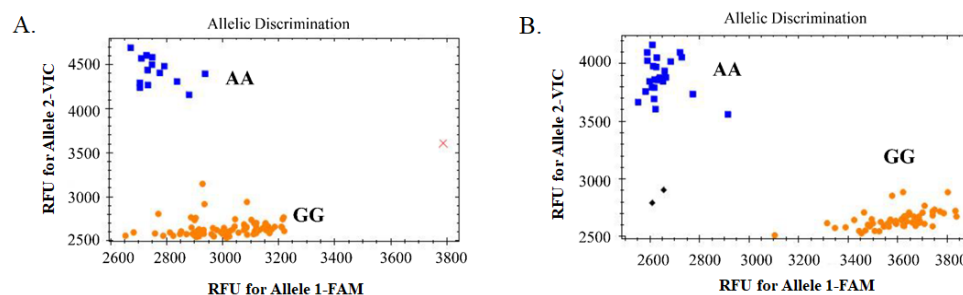 A.
Allelic Discrimination
RFU for Allele 2-VIC
4500
4000
3500
3000
2500
AA
GG
2600 2800 3000 3200 3400 3600 3800
RFU for Allele 1-FAM
B.
Allelic Discrimination
RFU for Allele 2-VIC
4000
3500
3000
2500
AA
GG
2600 2800 3000 3200 3400 3600 3800
RFU for Allele 1-FAM